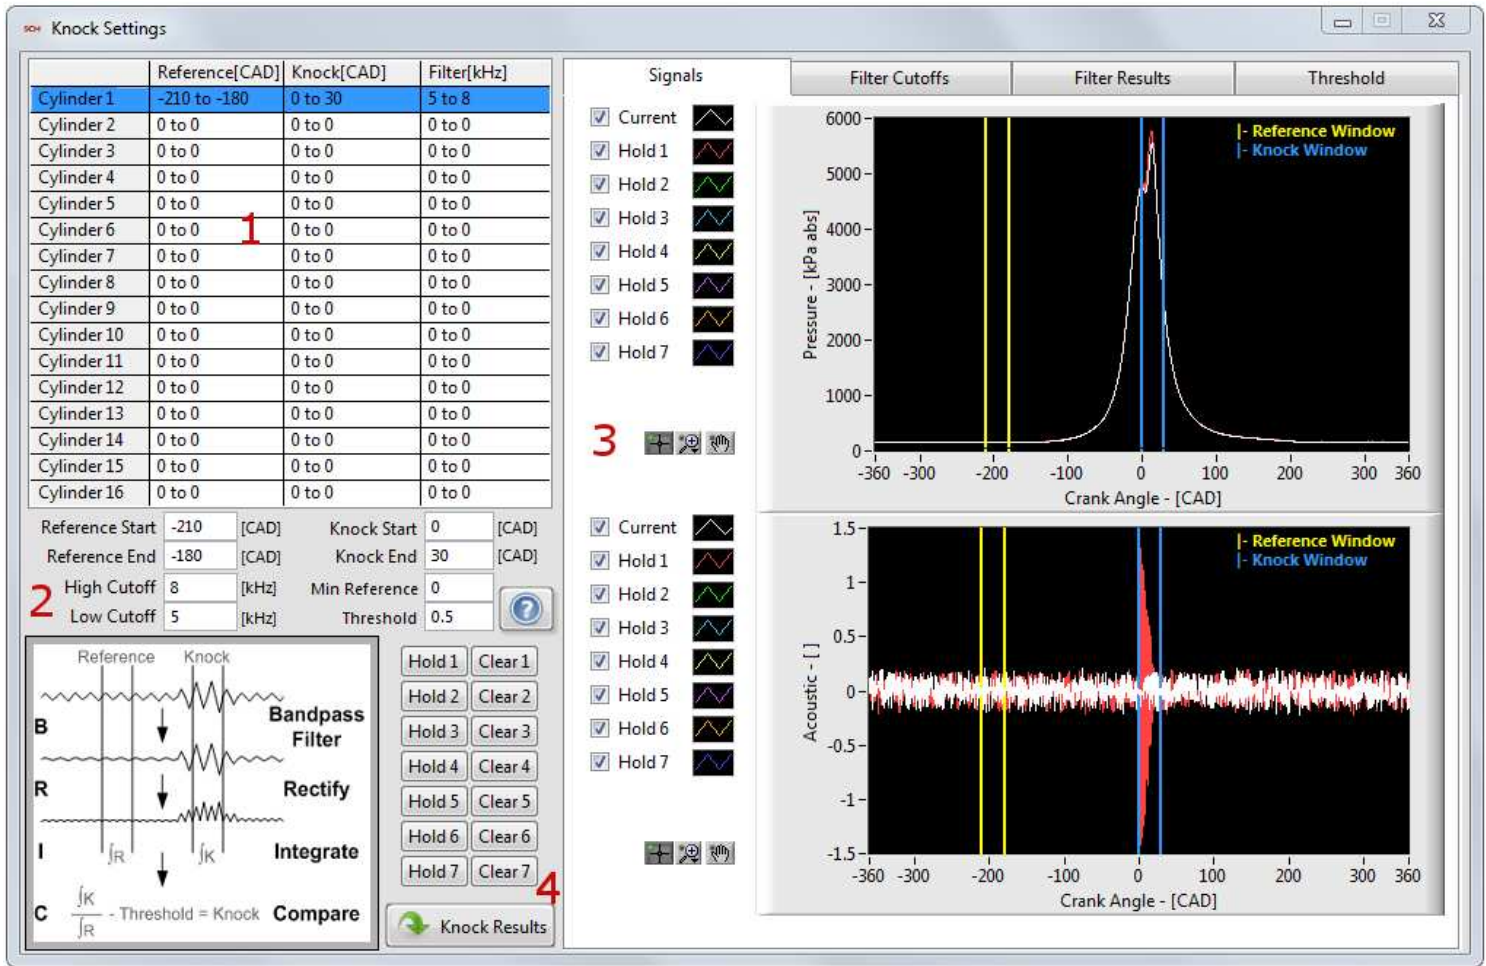 SCH Knock Settings
Reference[CAD] Knock[CAD] Filter[kHz]
Cylinder 1 -210 to -180 0 to 30 5 to 8
Cylinder 2 0 to 0 0 to 0 0 to 0
Cylinder 3 0 to 0 0 to 0 0 to 0
Cylinder 4 0 to 0 0 to 0 0 to 0
Cylinder 5 0 to 0 0 to 0 0 to 0
Cylinder 6 0 to 0 0 to 0 0 to 0
Cylinder 7 0 to 0 0 to 0 0 to 0
Cylinder 8 0 to 0 0 to 0 0 to 0
Cylinder 9 0 to 0 0 to 0 0 to 0
Cylinder 10 0 to 0 0 to 0 0 to 0
Cylinder 11 0 to 0 0 to 0 0 to 0
Cylinder 12 0 to 0 0 to 0 0 to 0
Cylinder 13 0 to 0 0 to 0 0 to 0
Cylinder 14 0 to 0 0 to 0 0 to 0
Cylinder 15 0 to 0 0 to 0 0 to 0
Cylinder 16 0 to 0 0 to 0 0 to 0
1
Reference Start -210 [CAD] Knock Start 0 [CAD]
Reference End -180 [CAD] Knock End 30 [CAD]
High Cutoff 8 [kHz] Min Reference 0
Low Cutoff 5 [kHz] Threshold 0.5
?
2
Reference Knock
B Bandpass
Filter
R Rectify
I ∫R ∫K Integrate
C ∫K
∫R
- Threshold = Knock Compare
Hold 1 Clear 1
Hold 2 Clear 2
Hold 3 Clear 3
Hold 4 Clear 4
Hold 5 Clear 5
Hold 6 Clear 6
Hold 7 Clear 7
4
Knock Results
Signals Filter Cutoffs Filter Results Threshold
Current
Hold 1
Hold 2
Hold 3
Hold 4
Hold 5
Hold 6
Hold 7
3
|- Reference Window
|- Knock Window
Pressure - [kPa abs]
6000
5000
4000
3000
2000
1000
0
-360 -300 -200 -100 0 100 200 300 360
Crank Angle - [CAD]
Current
Hold 1
Hold 2
Hold 3
Hold 4
Hold 5
Hold 6
Hold 7
|- Reference Window
|- Knock Window
Acoustic - [ ]
1.5
1
0.5
0
-0.5
-1
-1.5
-360 -300 -200 -100 0 100 200 300 360
Crank Angle - [CAD]